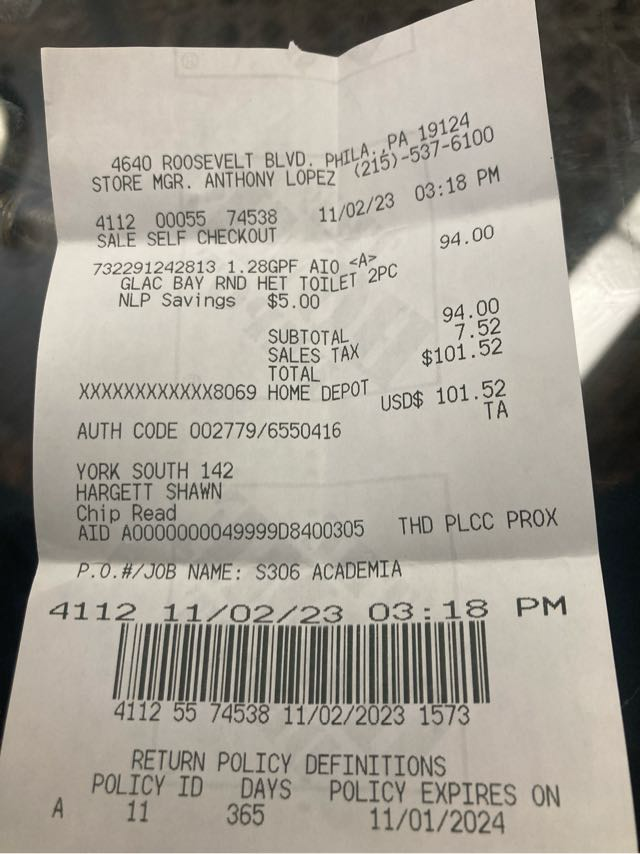 4640 ROOSEVELT BLVD. PHILA., PA 19124
STORE MGR. ANTHONY LOPEZ (215)-537-6100
4112 00055 74538 11/02/23 03:18 PM
SALE SELF CHECKOUT
732291242813 1.28GPF AIO <A> 94.00
GLAC BAY RND HET TOILET 2PC
NLP Savings $5.00
SUBTOTAL 94.00
SALES TAX 7.52
TOTAL $101.52
XXXXXXXXXXXX8069 HOME DEPOT
USD$ 101.52
AUTH CODE 002779/6550416 TA
YORK SOUTH 142
HARGETT SHAWN
Chip Read
AID A0000000049999D8400305 THD PLCC PROX
P.O.#/JOB NAME: S306 ACADEMIA
4112 11/02/23 03:18 PM
4112 55 74538 11/02/2023 1573
RETURN POLICY DEFINITIONS
POLICY ID DAYS POLICY EXPIRES ON
A 11 365 11/01/2024